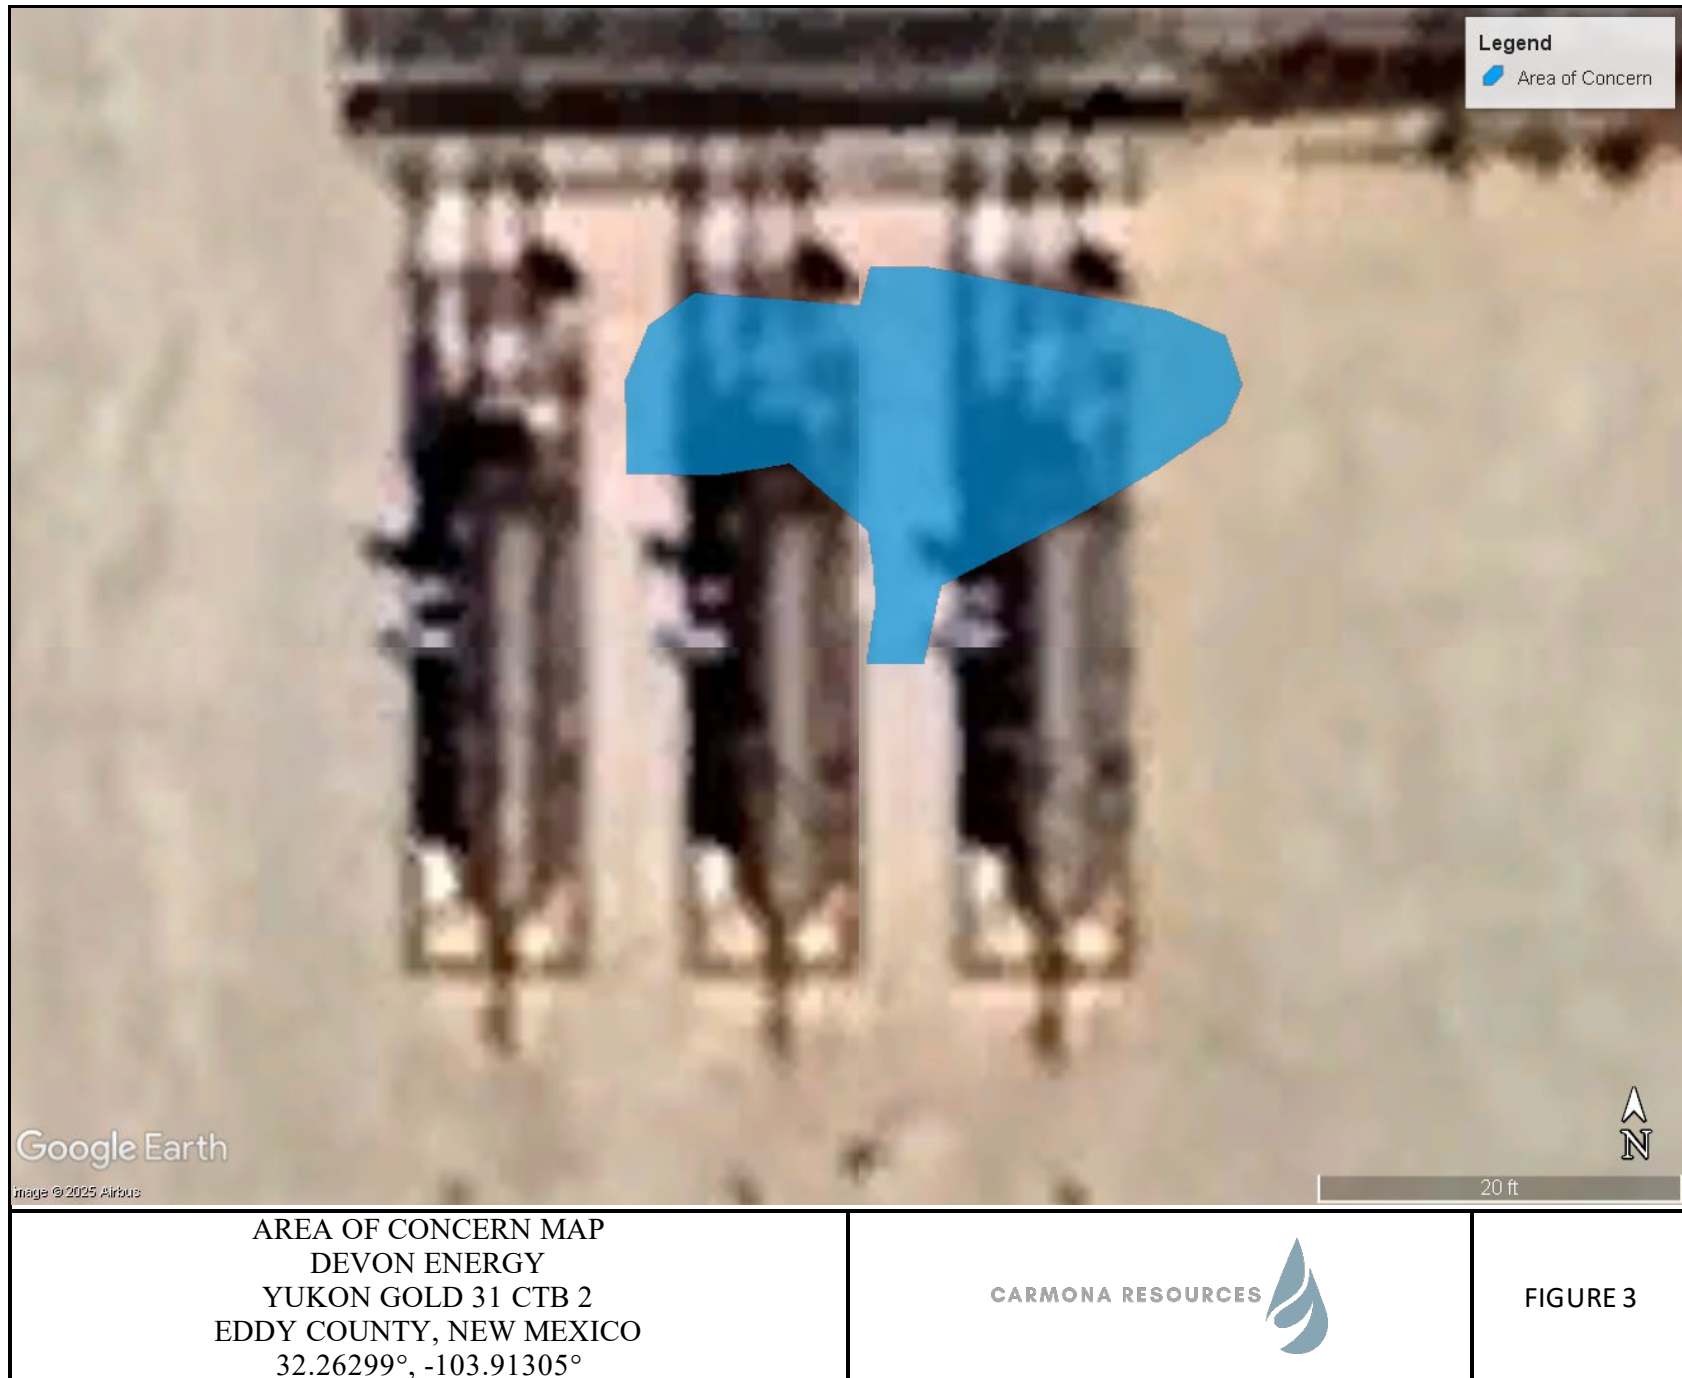 Legend
Area of Concern
Google Earth
Image © 2025 Airbus
N
20 ft
AREA OF CONCERN MAP
DEVON ENERGY
YUKON GOLD 31 CTB 2
EDDY COUNTY, NEW MEXICO
32.26299°, -103.91305°
CARMONA RESOURCES
FIGURE 3